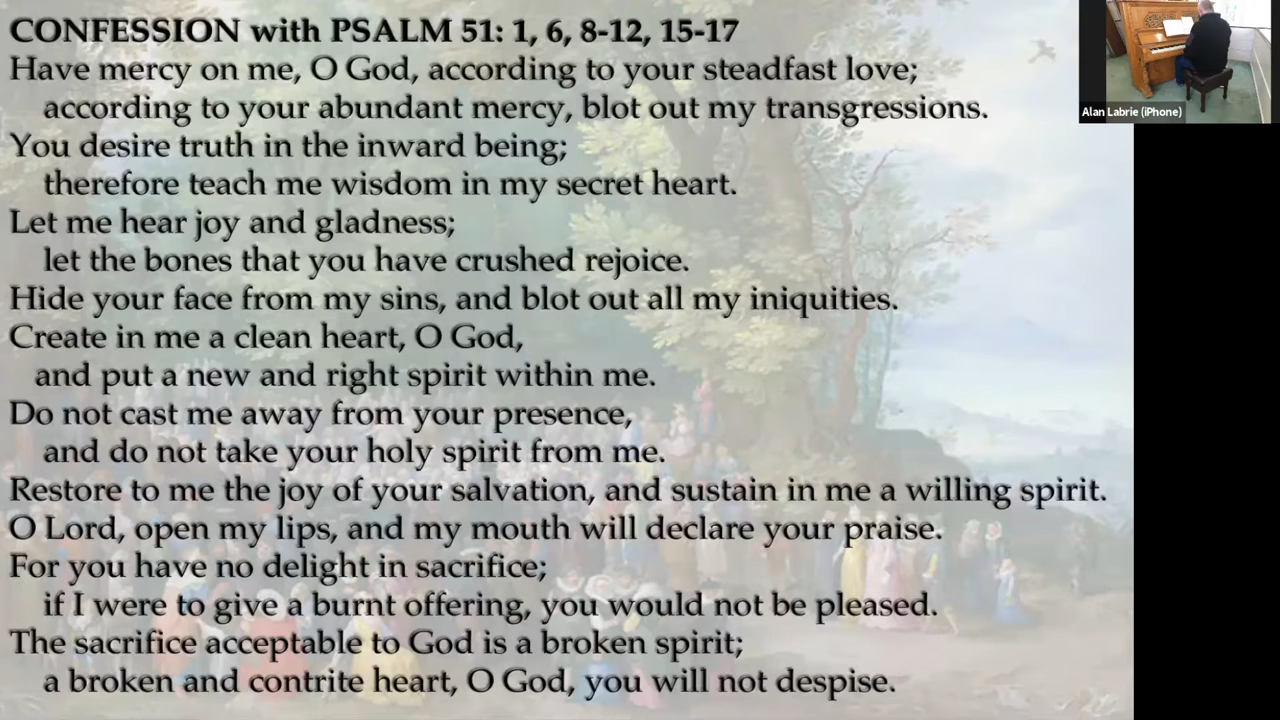 CONFESSION with PSALM 51: 1, 6, 8-12, 15-17
Have mercy on me, O God, according to your steadfast love;
according to your abundant mercy, blot out my transgressions.
You desire truth in the inward being;
therefore teach me wisdom in my secret heart.
Let me hear joy and gladness;
let the bones that you have crushed rejoice.
Hide your face from my sins, and blot out all my iniquities.
Create in me a clean heart, O God,
and put a new and right spirit within me.
Do not cast me away from your presence,
and do not take your holy spirit from me.
Restore to me the joy of your salvation, and sustain in me a willing spirit.
O Lord, open my lips, and my mouth will declare your praise.
For you have no delight in sacrifice;
if I were to give a burnt offering, you would not be pleased.
The sacrifice acceptable to God is a broken spirit;
a broken and contrite heart, O God, you will not despise.
Alan Labrie (iPhone)